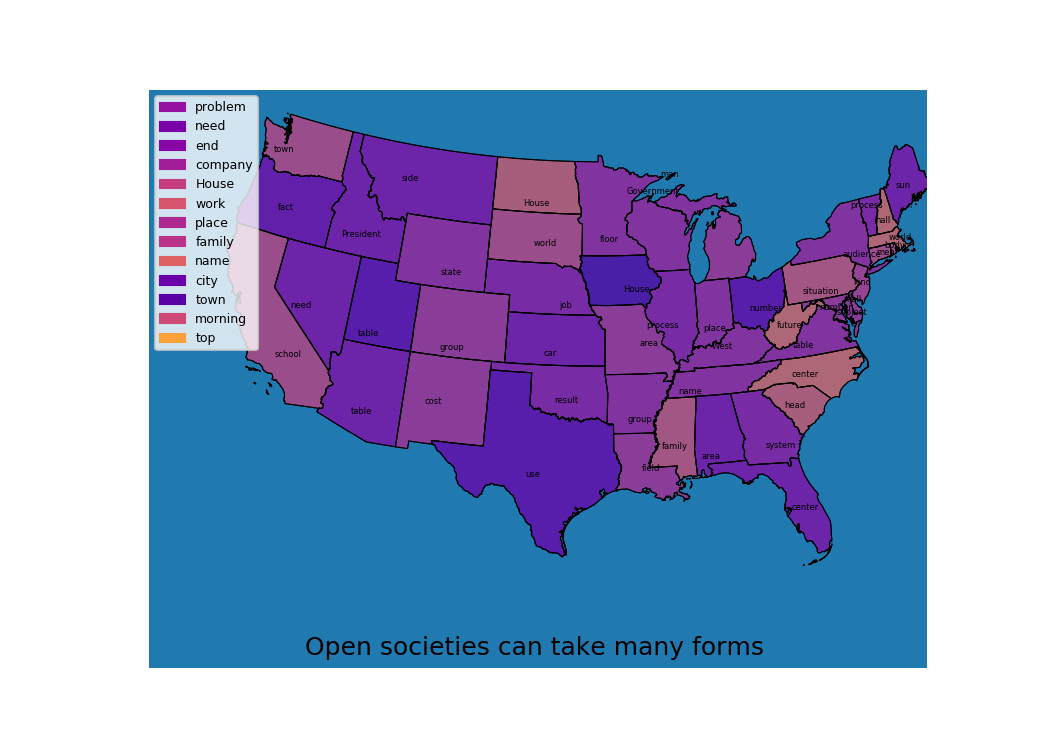 problem
need
end
company
House
work
place
family
name
city
town
morning
top
town
fact
side
President
state
need
table
school
group
table
cost
House
world
floor
job
car
result
use
Government
man
House
process
area
place
West
number
name
group
family
field
area
system
center
head
center
table
future
situation
audience
process
hall
sun
world
body
Open societies can take many forms